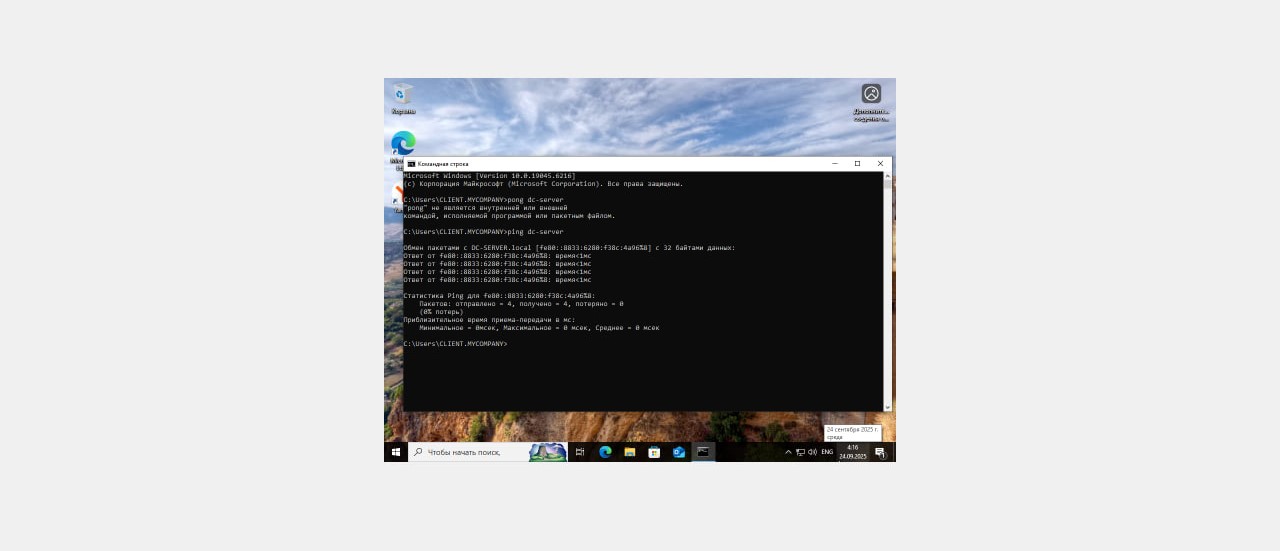 Корзина
Дополнит...
Командная строка
Microsoft Windows [Version 10.0.19045.6216]
(c) Корпорация Майкрософт (Microsoft Corporation). Все права защищены.
C:\Users\CLIENT.MYCOMPANY>pong dc-server
"pong" не является внутренней или внешней
командой, исполняемой программой или пакетным файлом.
C:\Users\CLIENT.MYCOMPANY>ping dc-server
Обмен пакетами с DC-SERVER.local [fe80::8833:6280:f38c:4a96%8] с 32 байтами данных:
Ответ от fe80::8833:6280:f38c:4a96%8: время<1мс
Ответ от fe80::8833:6280:f38c:4a96%8: время<1мс
Ответ от fe80::8833:6280:f38c:4a96%8: время<1мс
Ответ от fe80::8833:6280:f38c:4a96%8: время<1мс
Статистика Ping для fe80::8833:6280:f38c:4a96%8:
Пакетов: отправлено = 4, получено = 4, потеряно = 0
(0% потерь)
Приблизительное время приема-передачи в мс:
Минимальное = 0мсек, Максимальное = 0 мсек, Среднее = 0 мсек
C:\Users\CLIENT.MYCOMPANY>
24 сентября 2025 г.
среда
Чтобы начать поиск,
ENG
4:16
24.09.2025
1